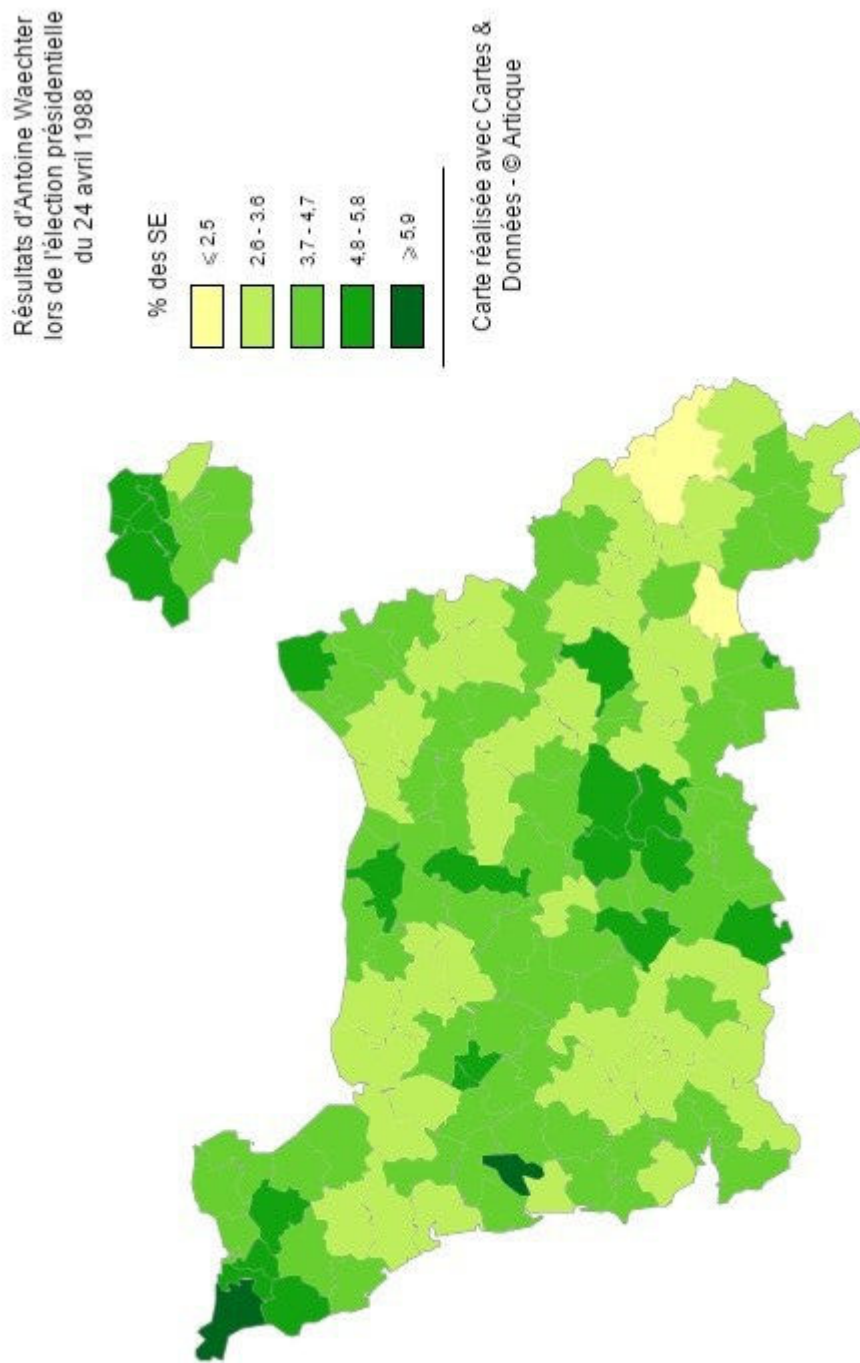 Résultats d'Antoine Waechter
lors de l'élection présidentielle
du 24 avril 1988
% des SE
⩽ 2,5
2,6 - 3,6
3,7 - 4,7
4,8 - 5,8
⩾ 5,9
Carte réalisée avec Cartes &
Données - © Articque